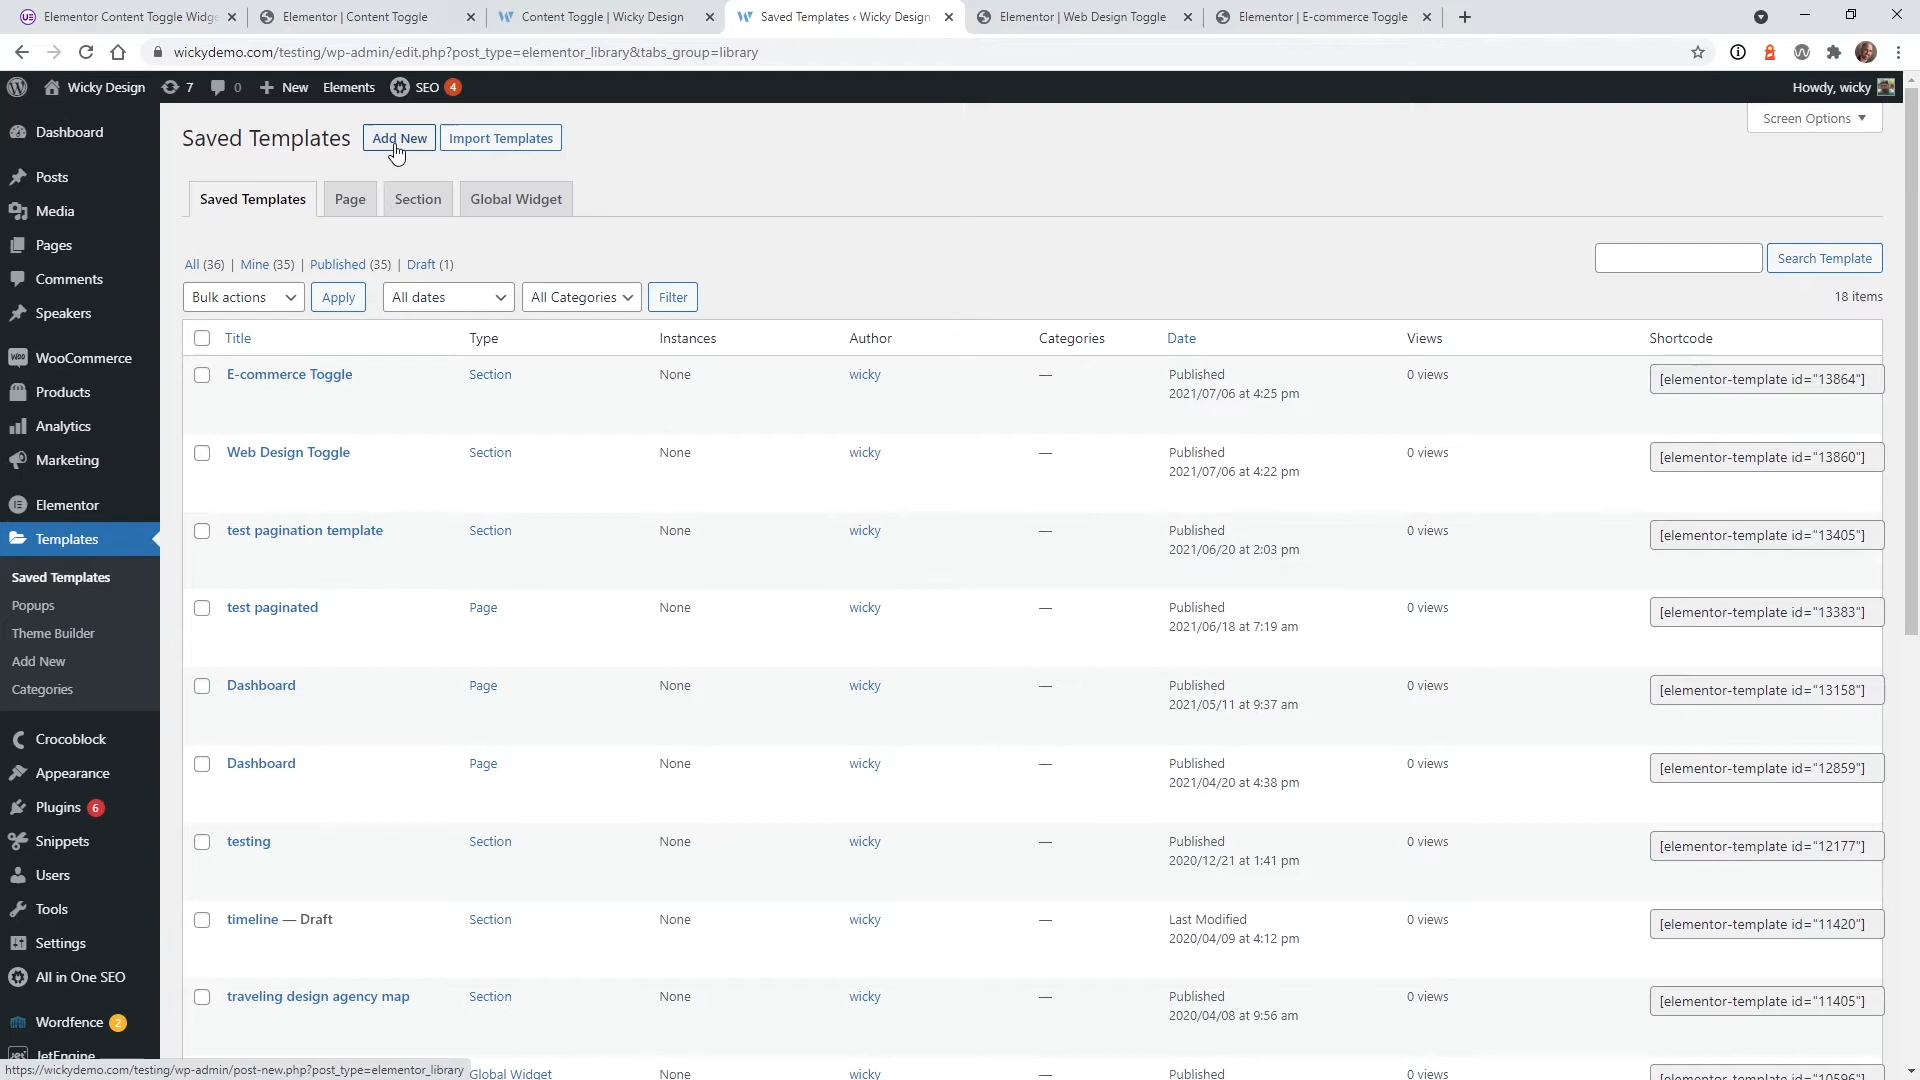 Elementor Content Toggle Widge
Elementor | Content Toggle
Content Toggle | Wicky Design
Saved Templates ‹ Wicky Design
Elementor | Web Design Toggle
Elementor | E-commerce Toggle
wickydemo.com/testing/wp-admin/edit.php?post_type=elementor_library&tabs_group=library
Wicky Design 7 0 New Elements SEO 4 Howdy, wicky
Dashboard
Posts
Media
Pages
Comments
Speakers
WooCommerce
Products
Analytics
Marketing
Elementor
Templates
Saved Templates
Popups
Theme Builder
Add New
Categories
Crocoblock
Appearance
Plugins 6
Snippets
Users
Tools
Settings
All in One SEO
Wordfence 2
JetEngine
Saved Templates Add New Import Templates
Screen Options
Saved Templates Page Section Global Widget
All (36) | Mine (35) | Published (35) | Draft (1)
Search Template
Bulk actions Apply All dates All Categories Filter
18 items
Title Type Instances Author Categories Date Views Shortcode
E-commerce Toggle Section None wicky — Published 0 views [elementor-template id="13864"]
2021/07/06 at 4:25 pm
Web Design Toggle Section None wicky — Published 0 views [elementor-template id="13860"]
2021/07/06 at 4:22 pm
test pagination template Section None wicky — Published 0 views [elementor-template id="13405"]
2021/06/20 at 2:03 pm
test paginated Page None wicky — Published 0 views [elementor-template id="13383"]
2021/06/18 at 7:19 am
Dashboard Page None wicky — Published 0 views [elementor-template id="13158"]
2021/05/11 at 9:37 am
Dashboard Page None wicky — Published 0 views [elementor-template id="12859"]
2021/04/20 at 4:38 pm
testing Section None wicky — Published 0 views [elementor-template id="12177"]
2020/12/21 at 1:41 pm
timeline — Draft Section None wicky — Last Modified 0 views [elementor-template id="11420"]
2020/04/09 at 4:12 pm
traveling design agency map Section None wicky — Published 0 views [elementor-template id="11405"]
2020/04/08 at 9:56 am
Global Widget None wicky — Published 0 views [elementor-template id="10596"]
https://wickydemo.com/testing/wp-admin/post-new.php?post_type=elementor_library